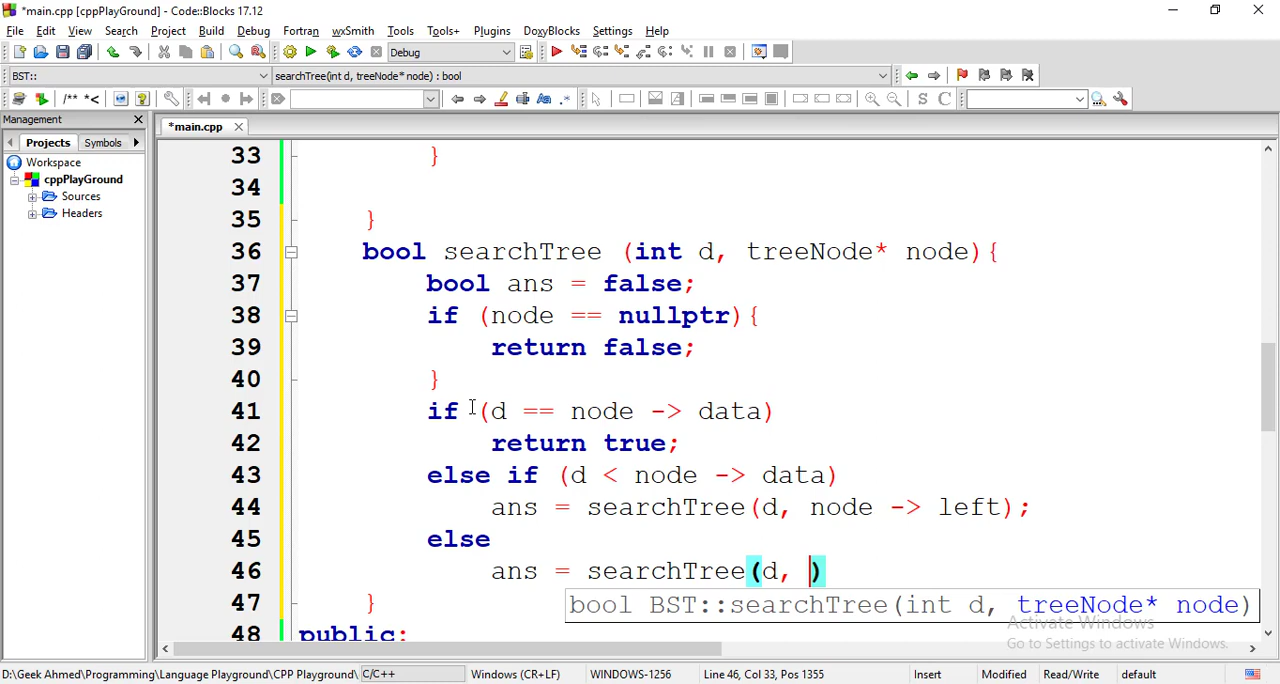 *main.cpp [cppPlayGround] - Code::Blocks 17.12
File Edit View Search Project Build Debug Fortran wxSmith Tools Tools+ Plugins DoxyBlocks Settings Help
Debug
BST:: searchTree(int d, treeNode* node) : bool
/** *< S C
Management
*main.cpp
Projects Symbols
Workspace
cppPlayGround
Sources
Headers
33 }
34
35 }
36 bool searchTree (int d, treeNode* node){
37 bool ans = false;
38 if (node == nullptr){
39 return false;
40 }
41 if (d == node -> data)
42 return true;
43 else if (d < node -> data)
44 ans = searchTree(d, node -> left);
45 else
46 ans = searchTree(d, )
47 }
bool BST::searchTree(int d, treeNode* node)
48 public:
Activate Windows
Go to Settings to activate Windows.
D:\Geek Ahmed\Programming\Language Playground\CPP Playground\ C/C++ Windows (CR+LF) WINDOWS-1256 Line 46, Col 33, Pos 1355 Insert Modified Read/Write default